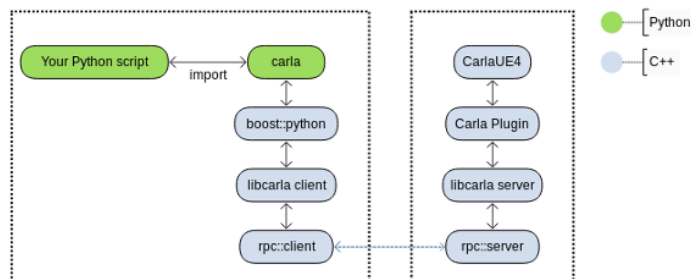 Your Python script
import
carla
boost::python
libcarla client
rpc::client
CarlaUE4
Carla Plugin
libcarla server
rpc::server
Python
C++